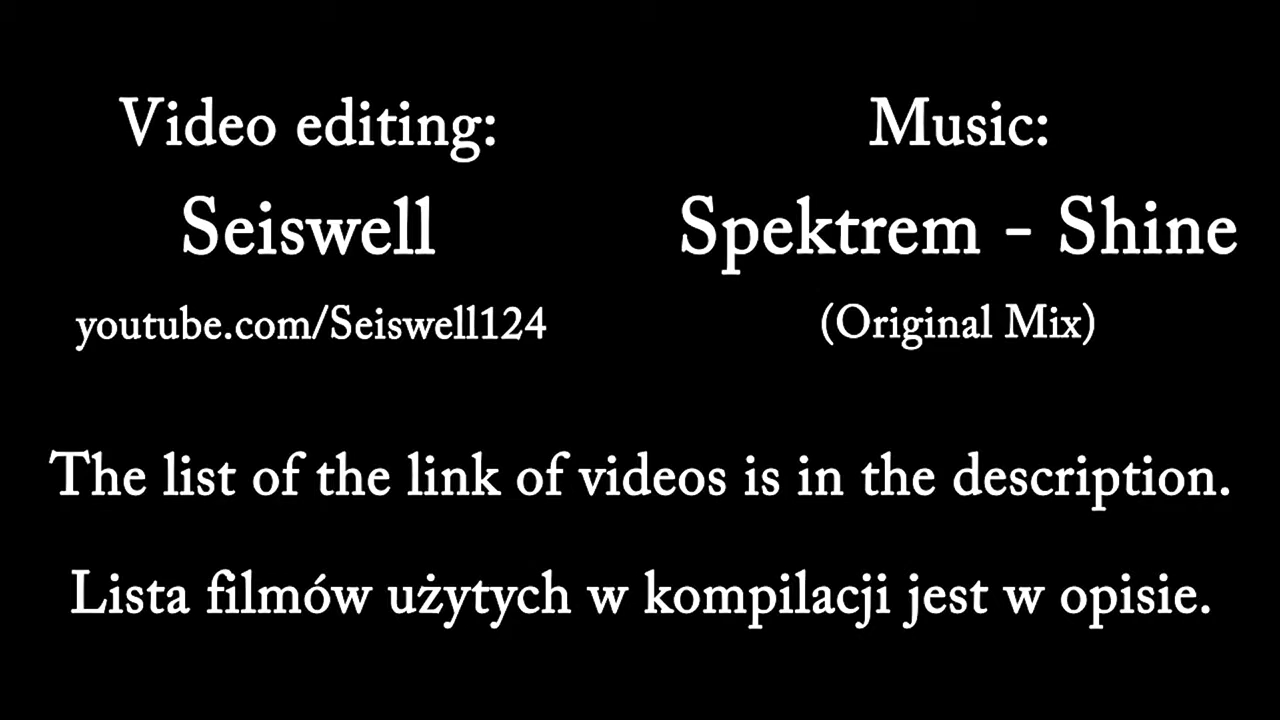 Video editing:
Seiswell
youtube.com/Seiswell124
Music:
Spektrem - Shine
(Original Mix)
The list of the link of videos is in the description.
Lista filmów użytych w kompilacji jest w opisie.